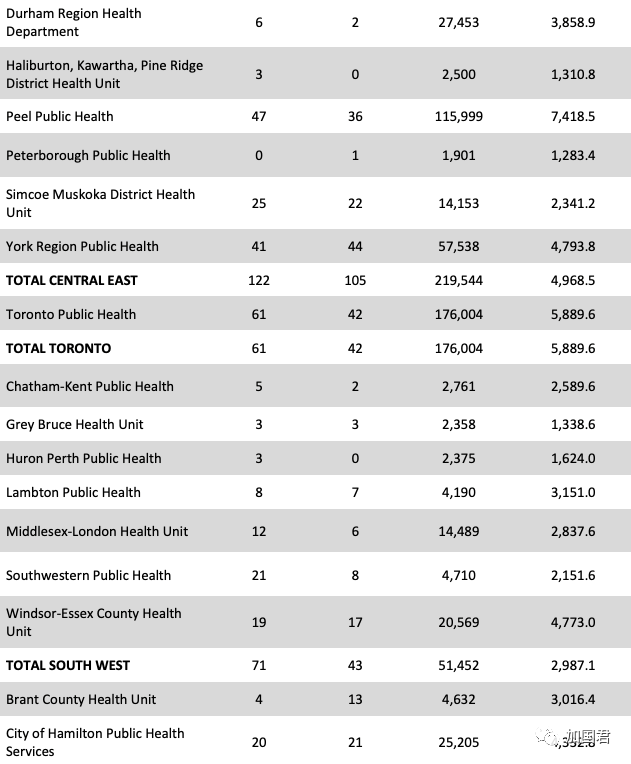 Durham Region Health
Department 6 2 27,453 3,858.9
Haliburton, Kawartha, Pine Ridge
District Health Unit 3 0 2,500 1,310.8
Peel Public Health 47 36 115,999 7,418.5
Peterborough Public Health 0 1 1,901 1,283.4
Simcoe Muskoka District Health
Unit 25 22 14,153 2,341.2
York Region Public Health 41 44 57,538 4,793.8
TOTAL CENTRAL EAST 122 105 219,544 4,968.5
Toronto Public Health 61 42 176,004 5,889.6
TOTAL TORONTO 61 42 176,004 5,889.6
Chatham-Kent Public Health 5 2 2,761 2,589.6
Grey Bruce Health Unit 3 3 2,358 1,338.6
Huron Perth Public Health 3 0 2,375 1,624.0
Lambton Public Health 8 7 4,190 3,151.0
Middlesex-London Health Unit 12 6 14,489 2,837.6
Southwestern Public Health 21 8 4,710 2,151.6
Windsor-Essex County Health
Unit 19 17 20,569 4,773.0
TOTAL SOUTH WEST 71 43 51,452 2,987.1
Brant County Health Unit 4 13 4,632 3,016.4
City of Hamilton Public Health
Services 20 21 25,205
加国君